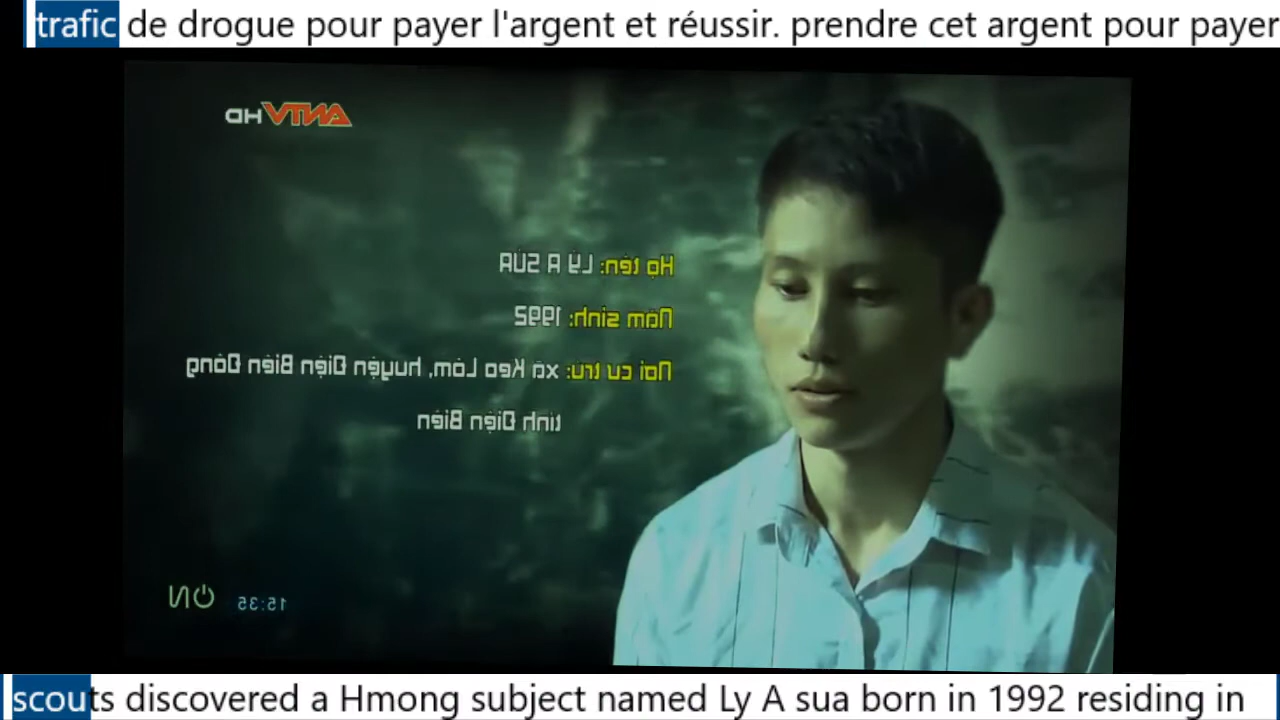 trafic de drogue pour payer l'argent et réussir. prendre cet argent pour payer
ANTV HD
Họ tên: LÝ A SÙA
Năm sinh: 1992
Nơi cư trú: xã Keo Lôm, huyện Điện Biên Đông
tỉnh Điện Biên
15:35
scouts discovered a Hmong subject named Ly A sua born in 1992 residing in